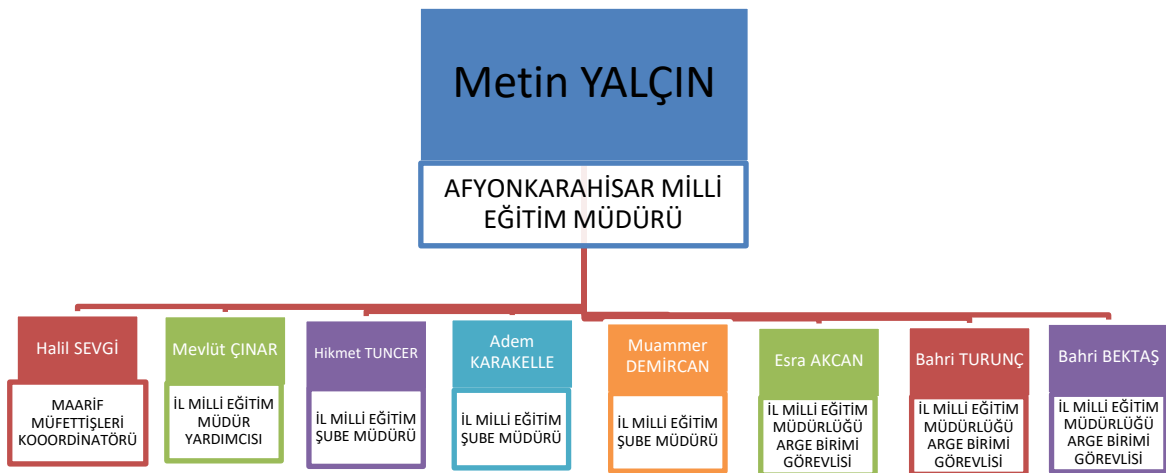 Metin YALÇIN
AFYONKARAHİSAR MİLLİ
EĞİTİM MÜDÜRÜ
Halil SEVGİ
MAARİF
MÜFETTİŞLERİ
KOOORDİNATÖRÜ
Mevlüt ÇINAR
İL MİLLİ EĞİTİM
MÜDÜR
YARDIMCISI
Hikmet TUNCER
İL MİLLİ EĞİTİM
ŞUBE MÜDÜRÜ
Adem
KARAKELLE
İL MİLLİ EĞİTİM
ŞUBE MÜDÜRÜ
Muammer
DEMİRCAN
İL MİLLİ EĞİTİM
ŞUBE MÜDÜRÜ
Esra AKCAN
İL MİLLİ EĞİTİM
MÜDÜRLÜĞÜ
ARGE BİRİMİ
GÖREVLİSİ
Bahri TURUNÇ
İL MİLLİ EĞİTİM
MÜDÜRLÜĞÜ
ARGE BİRİMİ
GÖREVLİSİ
Bahri BEKTAŞ
İL MİLLİ EĞİTİM
MÜDÜRLÜĞÜ
ARGE BİRİMİ
GÖREVLİSİ